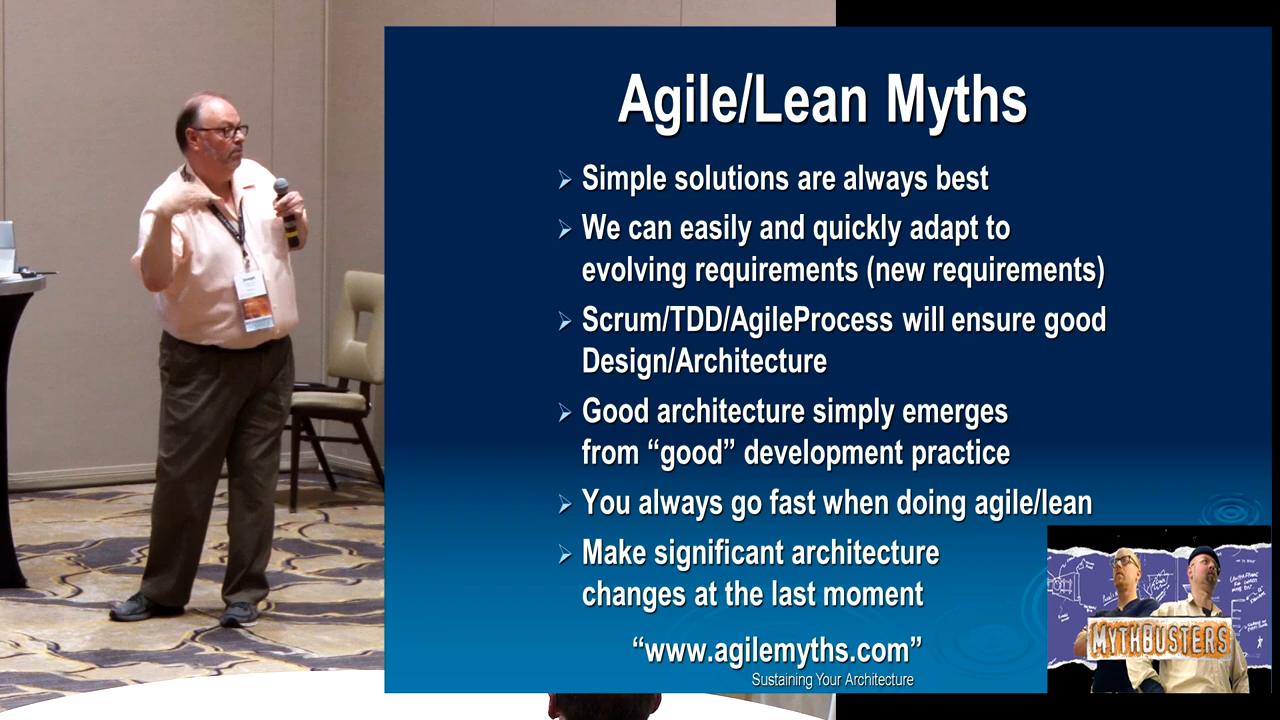 Agile/Lean Myths
Simple solutions are always best
We can easily and quickly adapt to
evolving requirements (new requirements)
Scrum/TDD/AgileProcess will ensure good
Design/Architecture
Good architecture simply emerges
from “good” development practice
You always go fast when doing agile/lean
Make significant architecture
changes at the last moment
“www.agilemyths.com”
Sustaining Your Architecture
MYTHBUSTERS